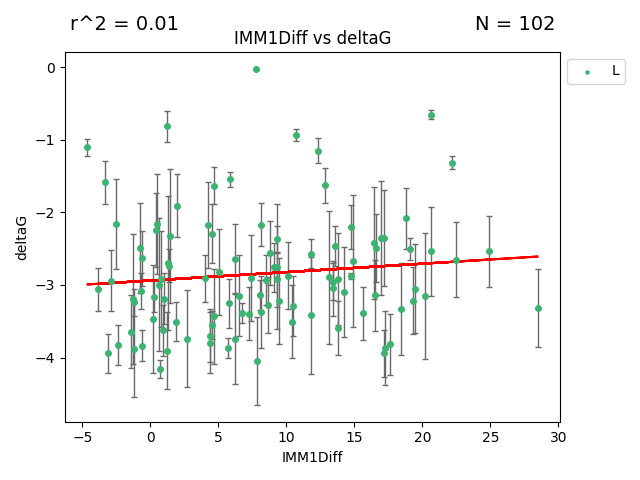 r^2 = 0.01
N = 102
IMM1Diff vs deltaG
L
deltaG
0
−1
−2
−3
−4
−5
0
5
10
15
20
25
30
IMM1Diff